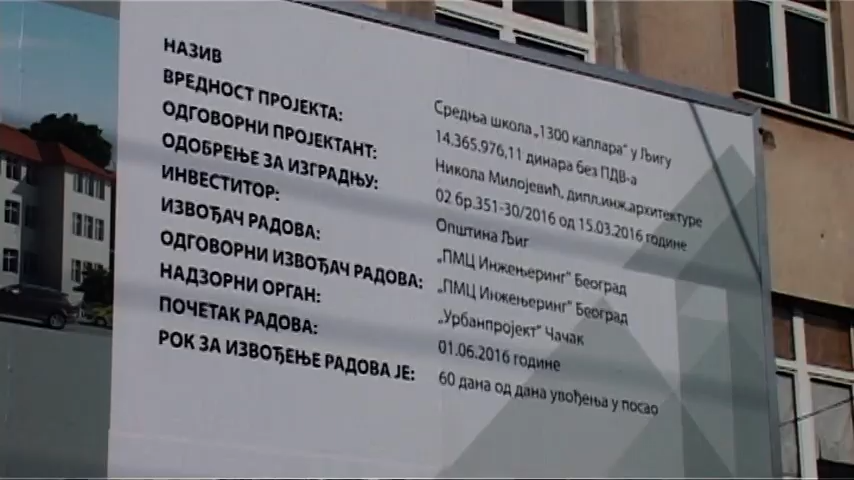 НАЗИВ
Средња школа „1300 каплара“ у Љигу
ВРЕДНОСТ ПРОЈЕКТА:
14.365.976,11 динара без ПДВ-а
ОДГОВОРНИ ПРОЈЕКТАНТ:
Никола Милојевић, дипл.инж.архитектуре
ОДОБРЕЊЕ ЗА ИЗГРАДЊУ:
02 бр.351-30/2016 од 15.03.2016 године
ИНВЕСТИТОР:
Општина Љиг
ИЗВОЂАЧ РАДОВА:
„ПМЦ Инжењеринг“ Београд
ОДГОВОРНИ ИЗВОЂАЧ РАДОВА:
„ПМЦ Инжењеринг“ Београд
НАДЗОРНИ ОРГАН:
„Урбанпројект“ Чачак
ПОЧЕТАК РАДОВА:
01.06.2016 године
РОК ЗА ИЗВОЂЕЊЕ РАДОВА ЈЕ:
60 дана од дана увођења у посао